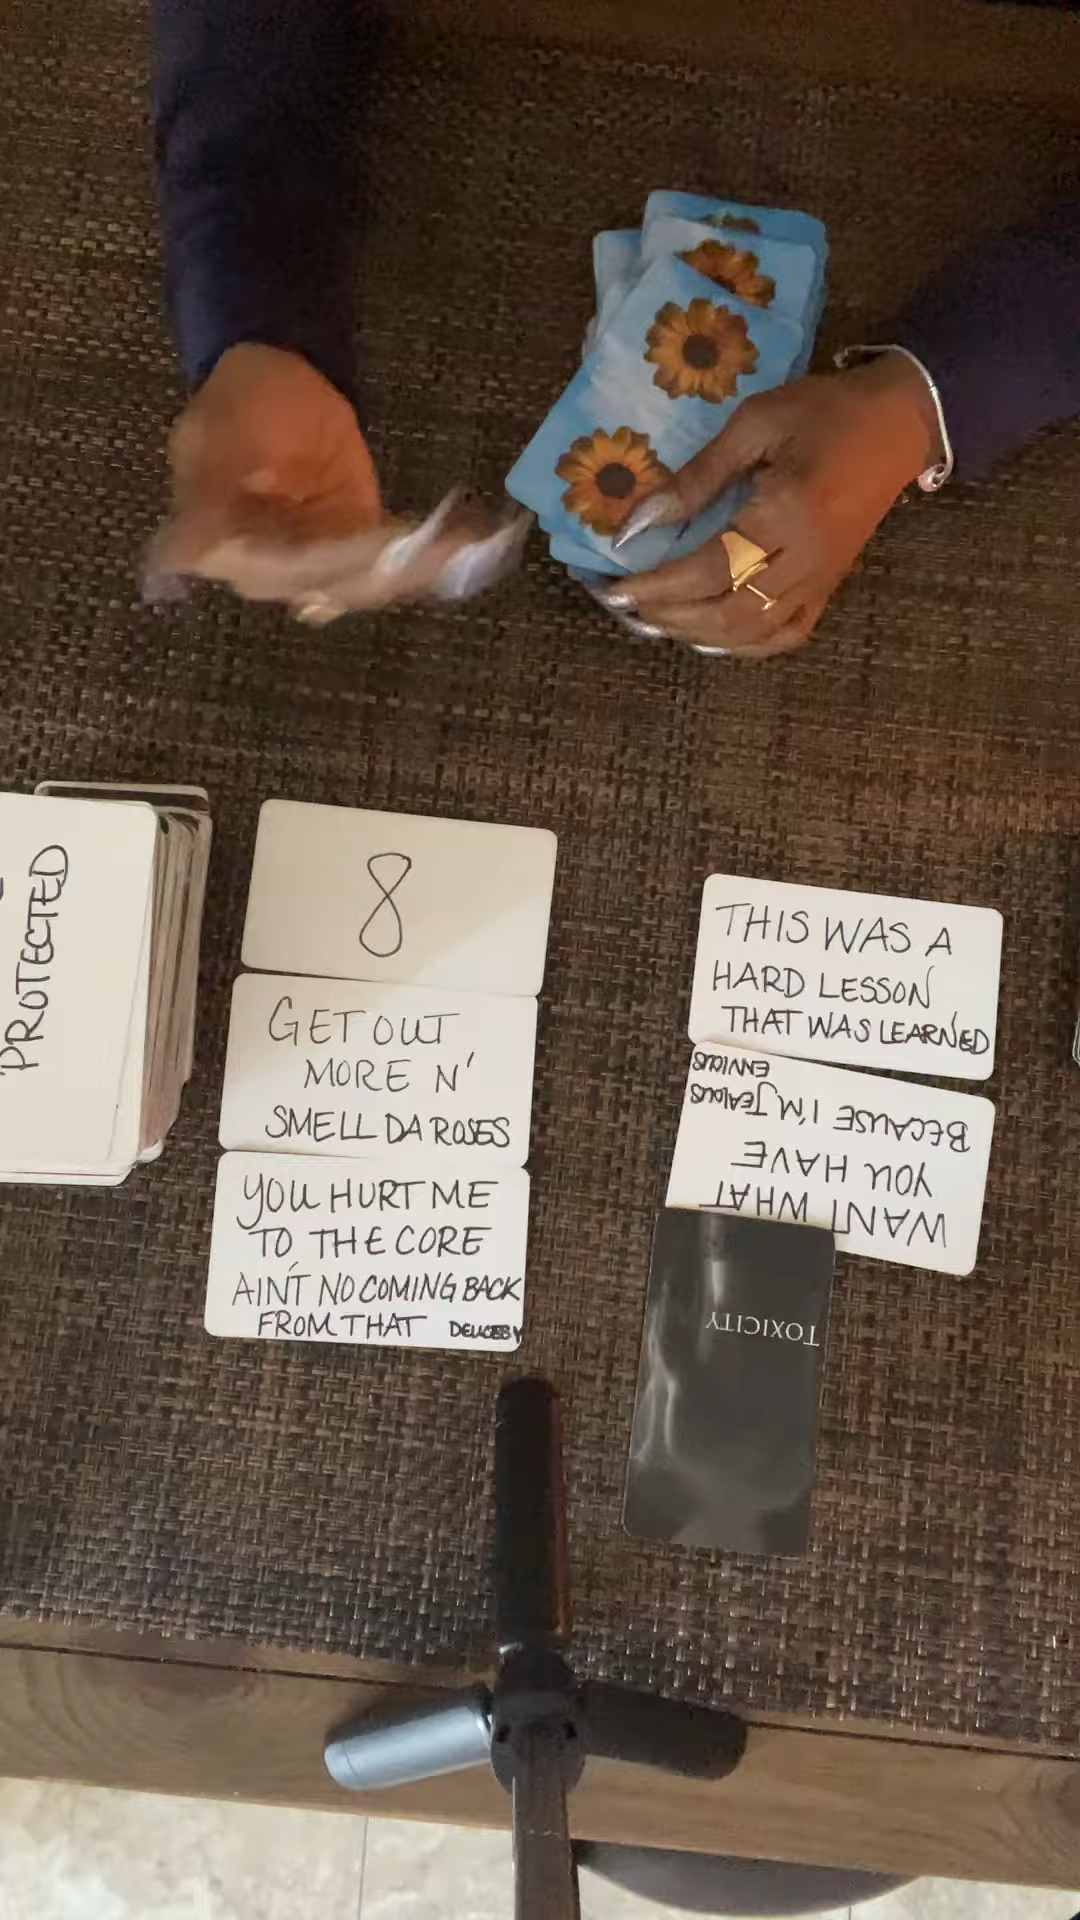 PROTECTED
8
GET OUT
MORE N'
SMELL DA ROSES
YOU HURT ME
TO THE CORE
AIN'T NO COMING BACK
FROM THAT
THIS WAS A
HARD LESSON
THAT WAS LEARNED
WANT WHAT
YOU HAVE
BECAUSE I'M JEALOUS
ENVIOUS
TOXICITY